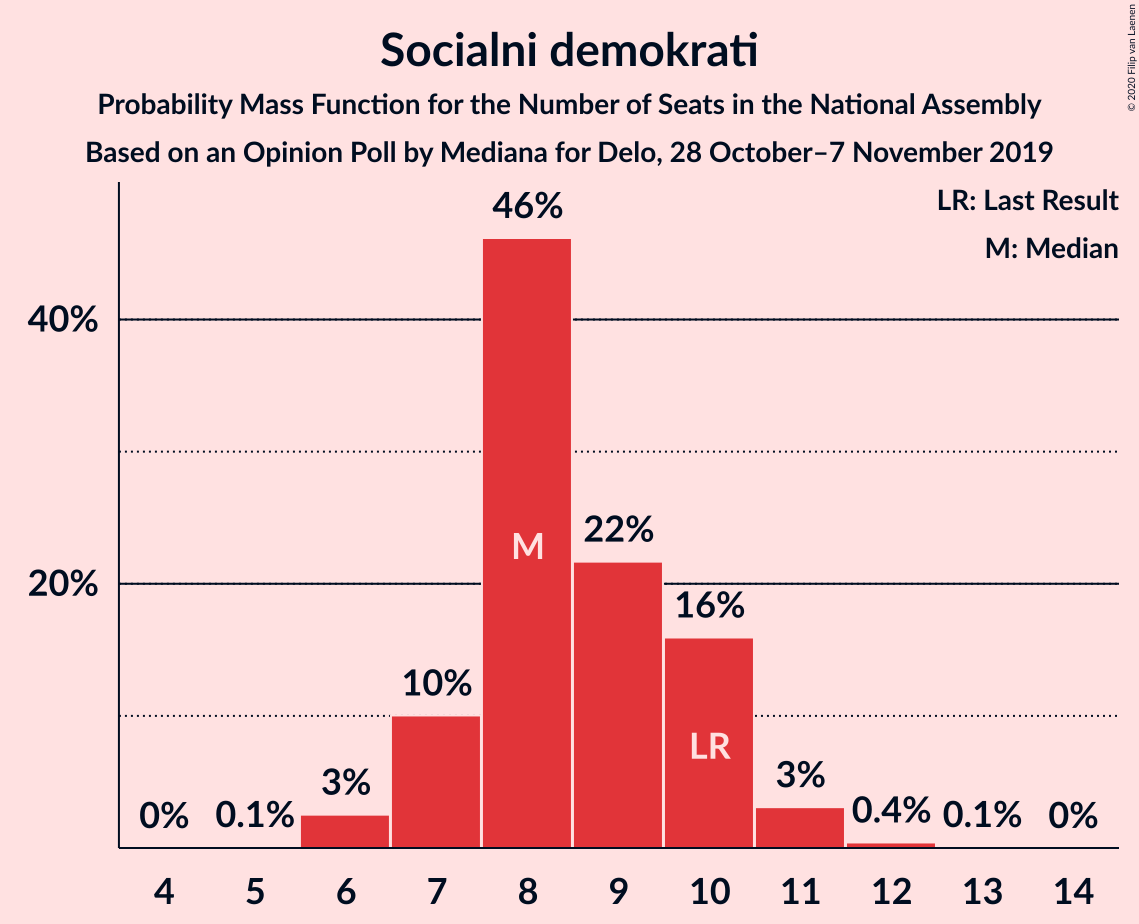 Socialni demokrati
Probability Mass Function for the Number of Seats in the National Assembly
Based on an Opinion Poll by Mediana for Delo, 28 October–7 November 2019
© 2020 Filip van Laenen
LR: Last Result
M: Median
46%
40%
M
22%
20%
16%
10%
LR
3%
3%
0%
0.1%
0.4%
0.1%
0%
4 5 6 7 8 9 10 11 12 13 14